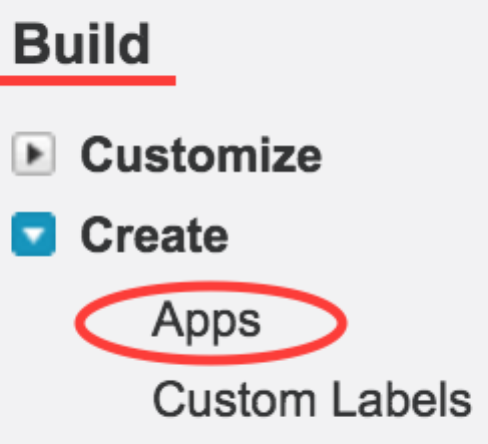 Build
Customize
Create
Apps
Custom Labels